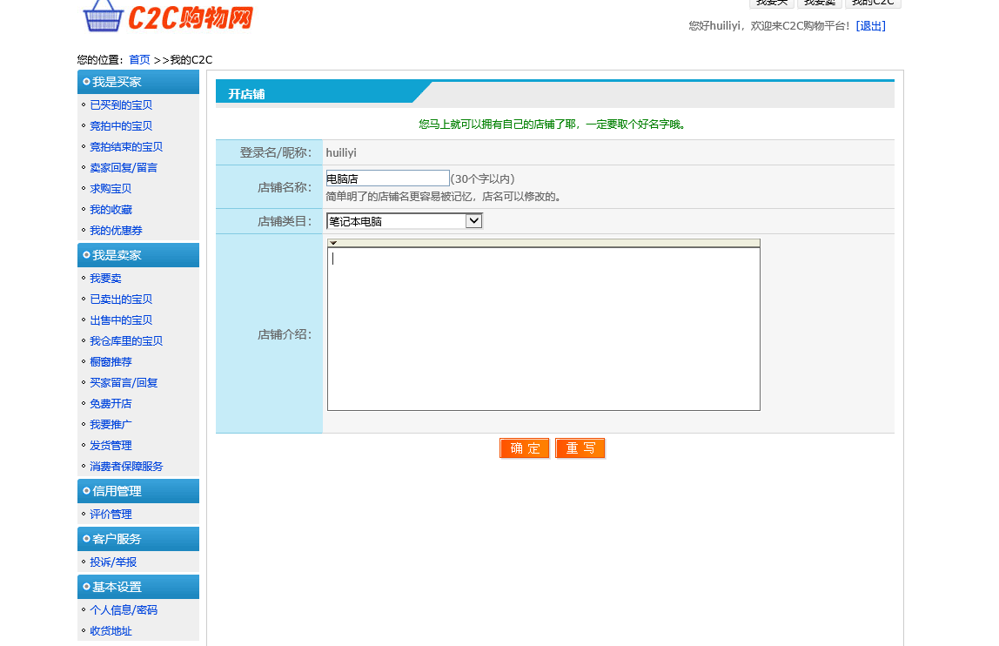 我要买 我要卖 我的C2C
C2C购物网
您好huiliyi，欢迎来C2C购物平台！[退出]
您的位置：首页 >>我的C2C
我是买家
已买到的宝贝
竞拍中的宝贝
竞拍结束的宝贝
卖家回复/留言
求购宝贝
我的收藏
我的优惠券
我是卖家
我要卖
已卖出的宝贝
出售中的宝贝
我仓库里的宝贝
橱窗推荐
买家留言/回复
免费开店
我要推广
发货管理
消费者保障服务
信用管理
评价管理
客户服务
投诉/举报
基本设置
个人信息/密码
收货地址
开店铺
您马上就可以拥有自己的店铺了耶，一定要取个好名字哦。
登录名/昵称： huiliyi
店铺名称： 电脑店 (30个字以内)
简单明了的店铺名更容易被记忆，店名可以修改的。
店铺类目： 笔记本电脑
店铺介绍：
确 定 重 写